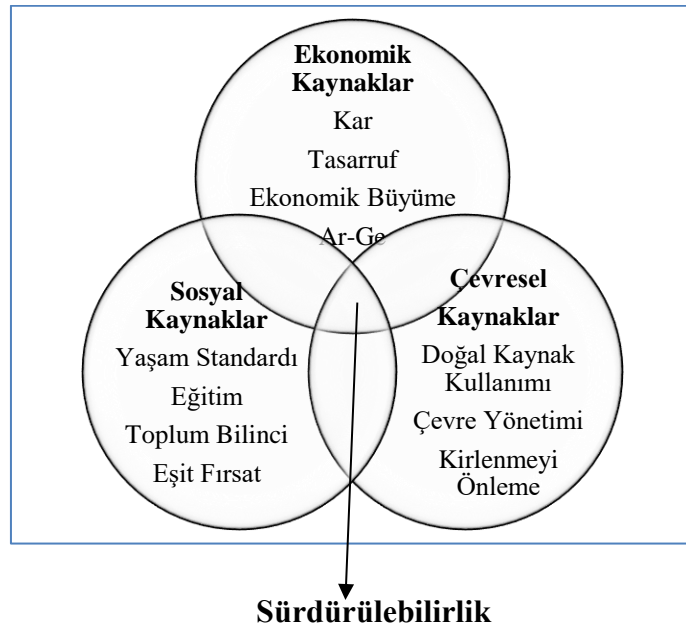 Ekonomik
Kaynaklar
Kar
Tasarruf
Ekonomik Büyüme
Ar-Ge
Sosyal
Kaynaklar
Yaşam Standardı
Eğitim
Toplum Bilinci
Eşit Fırsat
Çevresel
Kaynaklar
Doğal Kaynak
Kullanımı
Çevre Yönetimi
Kirlenmeyi
Önleme
Sürdürülebilirlik